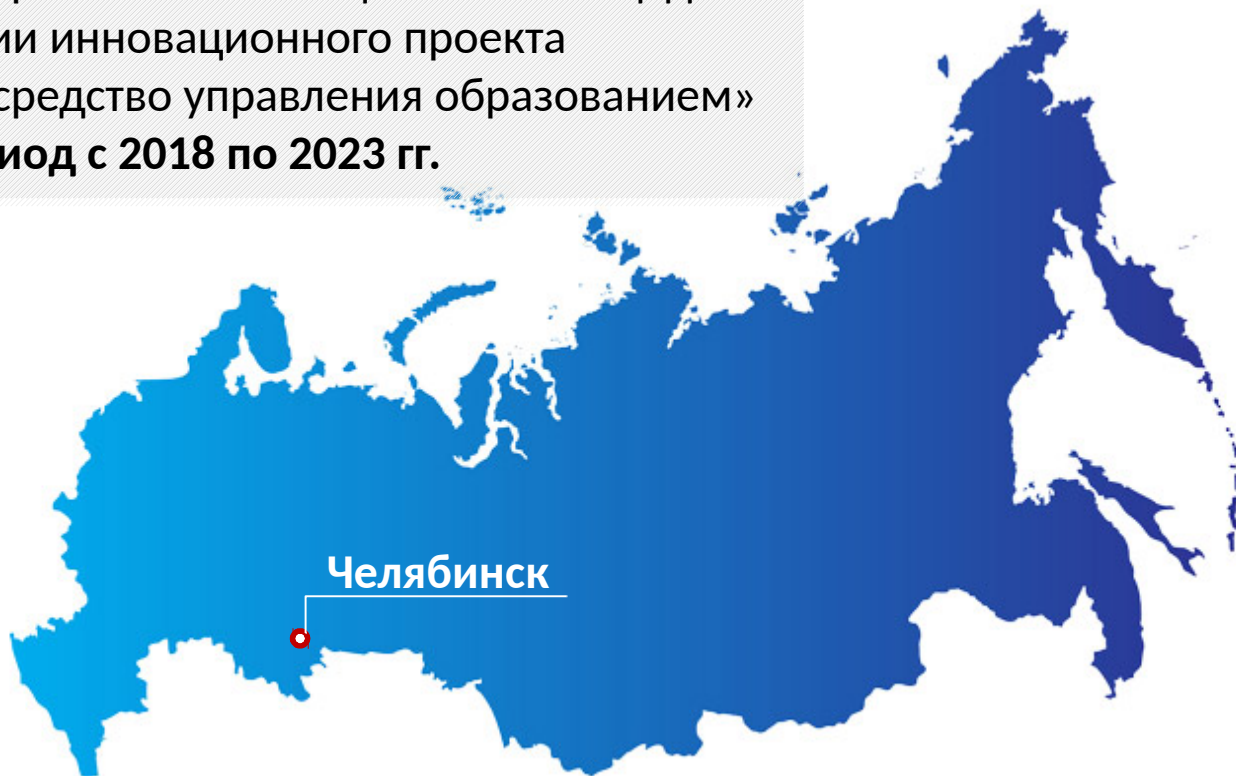 ии инновационного проекта
средство управления образованием»
иод с 2018 по 2023 гг.
Челябинск